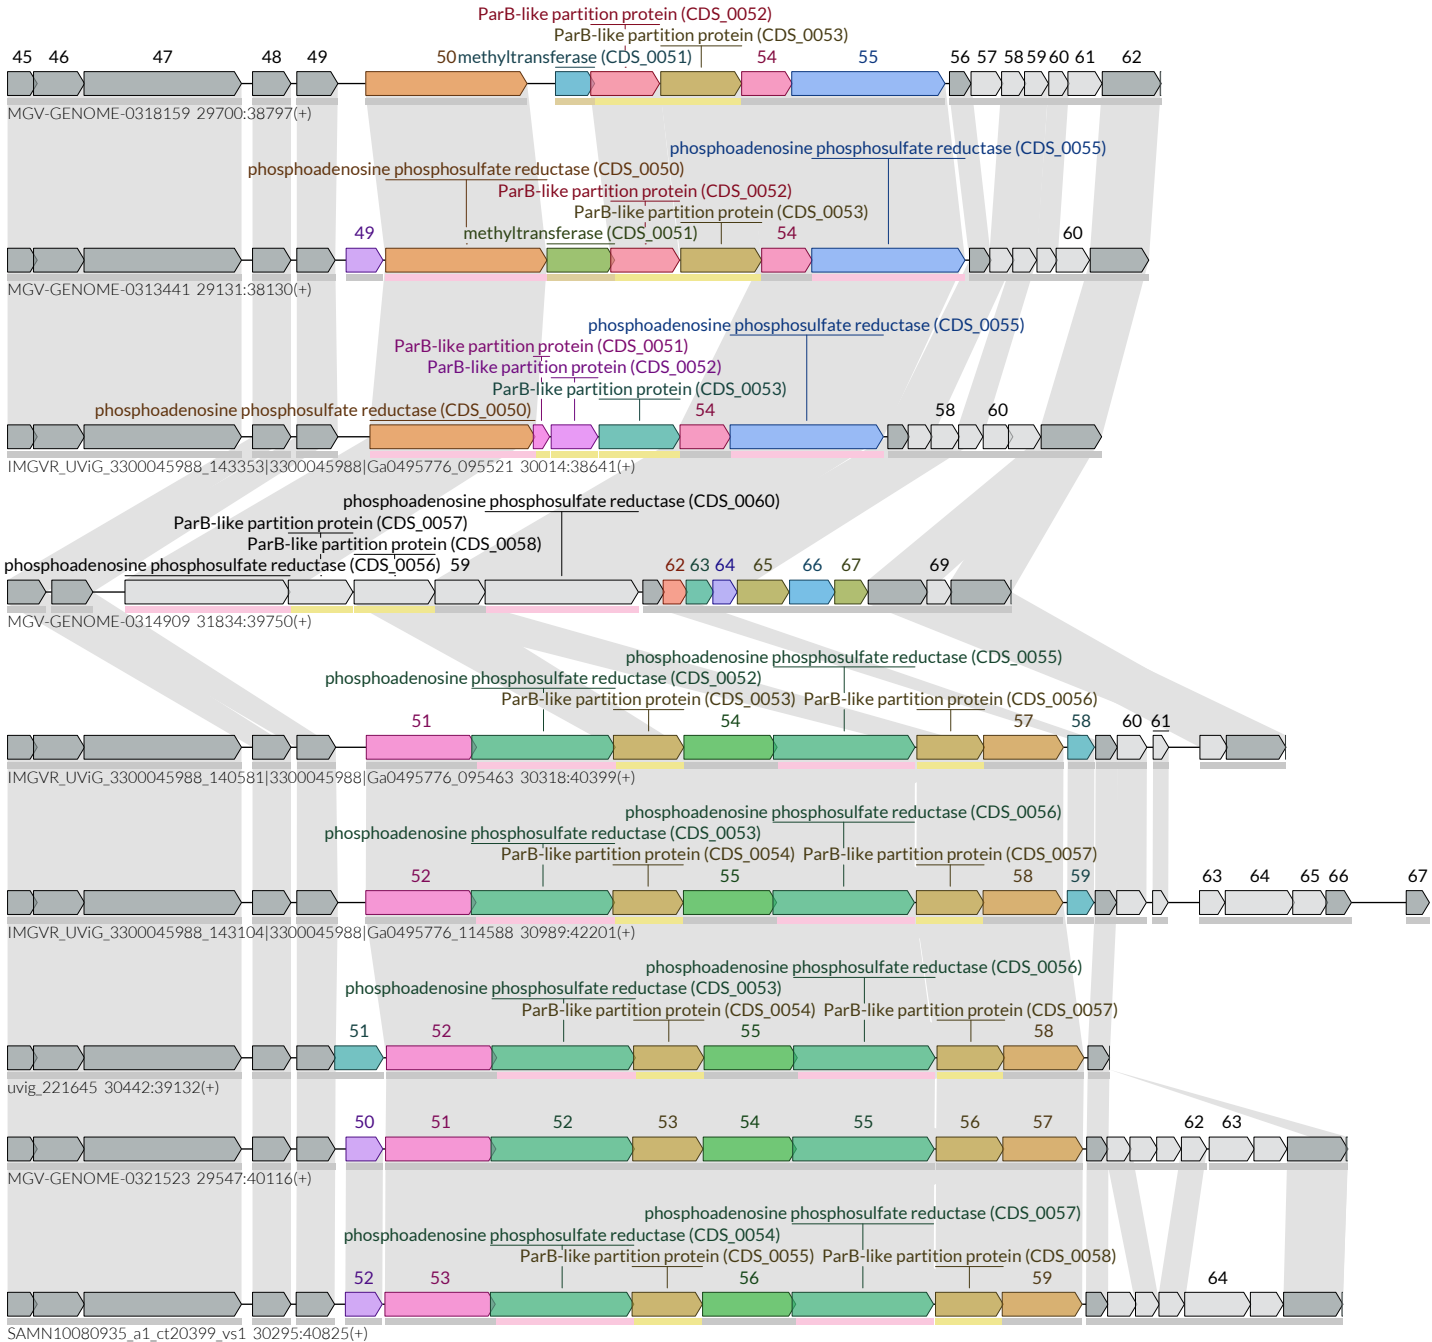 ParB-like partition protein (CDS_0052)
ParB-like partition protein (CDS_0053)
45 46 47 48 49 50 methyltransferase (CDS_0051) 54 55 56 57 58 59 60 61 62
MGV-GENOME-0318159 29700:38797(+)
phosphoadenosine phosphosulfate reductase (CDS_0055)
phosphoadenosine phosphosulfate reductase (CDS_0050)
ParB-like partition protein (CDS_0052)
ParB-like partition protein (CDS_0053)
49 methyltransferase (CDS_0051) 54 60
MGV-GENOME-0313441 29131:38130(+)
phosphoadenosine phosphosulfate reductase (CDS_0055)
ParB-like partition protein (CDS_0051)
ParB-like partition protein (CDS_0052)
ParB-like partition protein (CDS_0053)
phosphoadenosine phosphosulfate reductase (CDS_0050) 54 58 60
IMGVR_UViG_3300045988_143353|3300045988|Ga0495776_095521 30014:38641(+)
phosphoadenosine phosphosulfate reductase (CDS_0060)
ParB-like partition protein (CDS_0057)
ParB-like partition protein (CDS_0058)
phosphoadenosine phosphosulfate reductase (CDS_0056) 59 62 63 64 65 66 67 69
MGV-GENOME-0314909 31834:39750(+)
phosphoadenosine phosphosulfate reductase (CDS_0055)
phosphoadenosine phosphosulfate reductase (CDS_0052)
ParB-like partition protein (CDS_0053) ParB-like partition protein (CDS_0056)
51 54 57 58 60 61
IMGVR_UViG_3300045988_140581|3300045988|Ga0495776_095463 30318:40399(+)
phosphoadenosine phosphosulfate reductase (CDS_0056)
phosphoadenosine phosphosulfate reductase (CDS_0053)
ParB-like partition protein (CDS_0054) ParB-like partition protein (CDS_0057)
52 55 58 59 63 64 65 66 67
IMGVR_UViG_3300045988_143104|3300045988|Ga0495776_114588 30989:42201(+)
phosphoadenosine phosphosulfate reductase (CDS_0056)
phosphoadenosine phosphosulfate reductase (CDS_0053)
ParB-like partition protein (CDS_0054) ParB-like partition protein (CDS_0057)
51 52 55 58
uvig_221645 30442:39132(+)
50 51 52 53 54 55 56 57 62 63
MGV-GENOME-0321523 29547:40116(+)
phosphoadenosine phosphosulfate reductase (CDS_0057)
phosphoadenosine phosphosulfate reductase (CDS_0054)
ParB-like partition protein (CDS_0055) ParB-like partition protein (CDS_0058)
52 53 56 59 64
SAMN10080935_a1_ct20399_vs1 30295:40825(+)